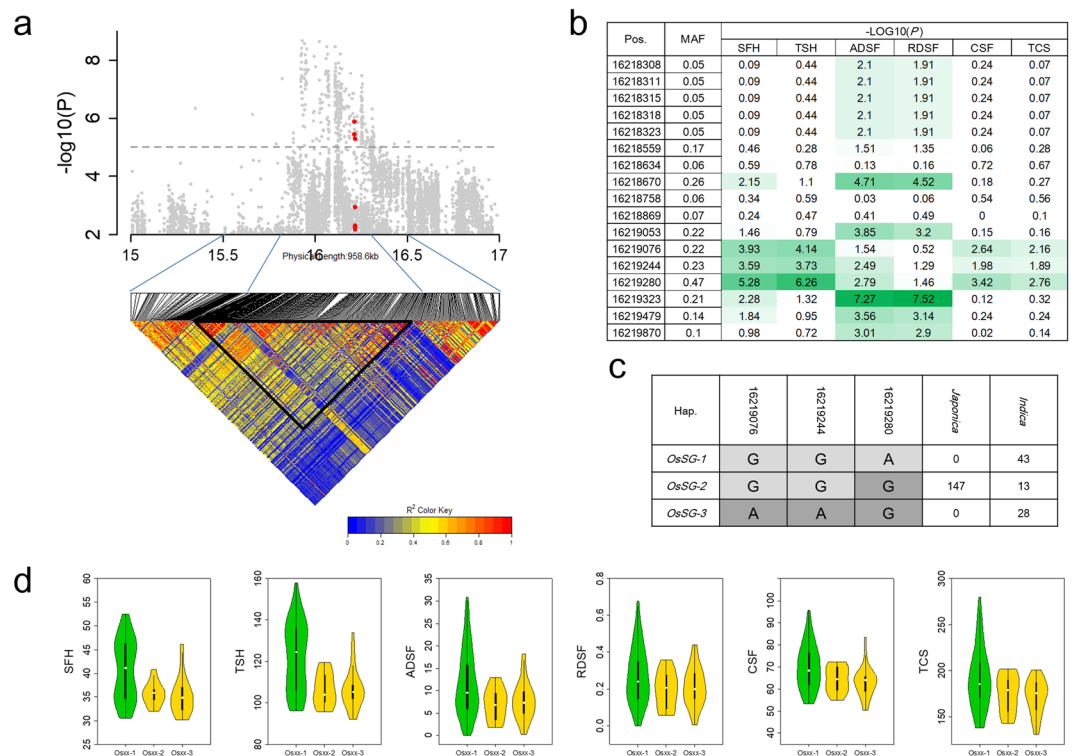 a
-log10(P)
8
6
4
2
15
15.5
16
16.5
17
Physical length:958.6kb
R² Color Key
0 0.2 0.4 0.6 0.8 1
b
Pos. MAF -LOG10(P)
SFH TSH ADSF RDSF CSF TCS
16218308 0.05 0.09 0.44 2.1 1.91 0.24 0.07
16218311 0.05 0.09 0.44 2.1 1.91 0.24 0.07
16218315 0.05 0.09 0.44 2.1 1.91 0.24 0.07
16218318 0.05 0.09 0.44 2.1 1.91 0.24 0.07
16218323 0.05 0.09 0.44 2.1 1.91 0.24 0.07
16218559 0.17 0.46 0.28 1.51 1.35 0.06 0.28
16218634 0.06 0.59 0.78 0.13 0.16 0.72 0.67
16218670 0.26 2.15 1.1 4.71 4.52 0.18 0.27
16218758 0.06 0.34 0.59 0.03 0.06 0.54 0.56
16218869 0.07 0.24 0.47 0.41 0.49 0 0.1
16219053 0.22 1.46 0.79 3.85 3.2 0.15 0.16
16219076 0.22 3.93 4.14 1.54 0.52 2.64 2.16
16219244 0.23 3.59 3.73 2.49 1.29 1.98 1.89
16219280 0.47 5.28 6.26 2.79 1.46 3.42 2.76
16219323 0.21 2.28 1.32 7.27 7.52 0.12 0.32
16219479 0.14 1.84 0.95 3.56 3.14 0.24 0.24
16219870 0.1 0.98 0.72 3.01 2.9 0.02 0.14
c
Hap. 16219076 16219244 16219280 Japonica Indica
OsSG-1 G G A 0 43
OsSG-2 G G G 147 13
OsSG-3 A A G 0 28
d
SFH
60
55
50
45
40
35
30
25
Osxx-1 Osxx-2 Osxx-3
TSH
160
140
120
100
80
Osxx-1 Osxx-2 Osxx-3
ADSF
35
30
25
20
15
10
5
0
Osxx-1 Osxx-2 Osxx-3
RDSF
0.8
0.6
0.4
0.2
0.0
Osxx-1 Osxx-2 Osxx-3
CSF
100
90
80
70
60
50
40
Osxx-1 Osxx-2 Osxx-3
TCS
300
250
200
150
Osxx-1 Osxx-2 Osxx-3